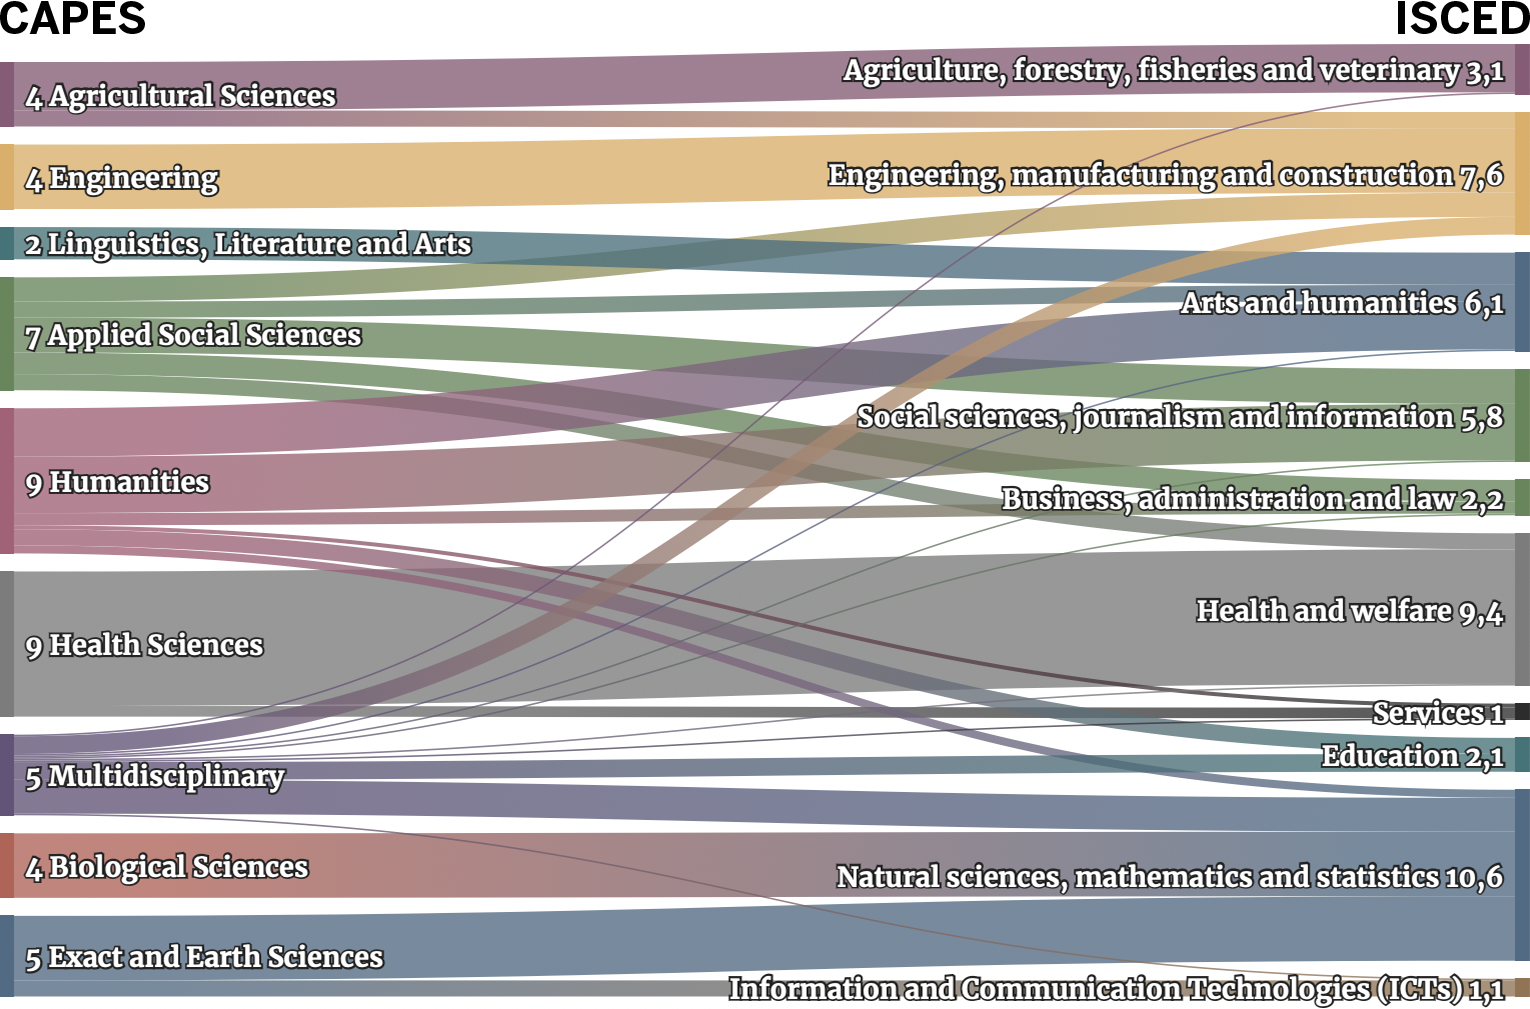 CAPES
ISCED
4 Agricultural Sciences
4 Engineering
2 Linguistics, Literature and Arts
7 Applied Social Sciences
9 Humanities
9 Health Sciences
5 Multidisciplinary
4 Biological Sciences
5 Exact and Earth Sciences
Agriculture, forestry, fisheries and veterinary 3,1
Engineering, manufacturing and construction 7,6
Arts and humanities 6,1
Social sciences, journalism and information 5,8
Business, administration and law 2,2
Health and welfare 9,4
Services 1
Education 2,1
Natural sciences, mathematics and statistics 10,6
Information and Communication Technologies (ICTs) 1,1